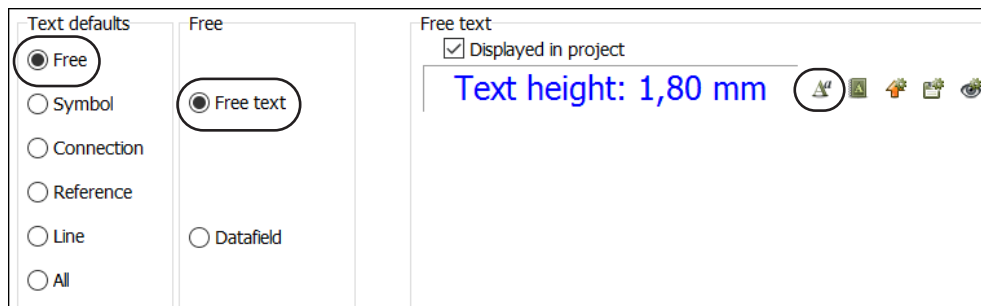 Text defaults
Free
Symbol
Connection
Reference
Line
All
Free
Free text
Datafield
Free text
Displayed in project
Text height: 1,80 mm